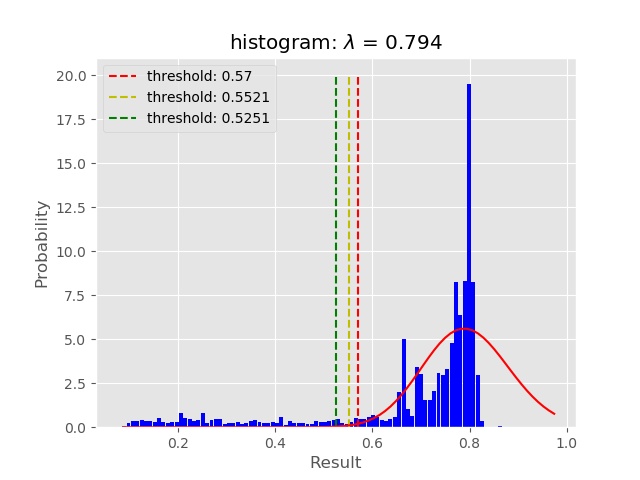 histogram: λ = 0.794
threshold: 0.57
threshold: 0.5521
threshold: 0.5251
20.0
17.5
15.0
12.5
10.0
7.5
5.0
2.5
0.0
Probability
0.2 0.4 0.6 0.8 1.0
Result